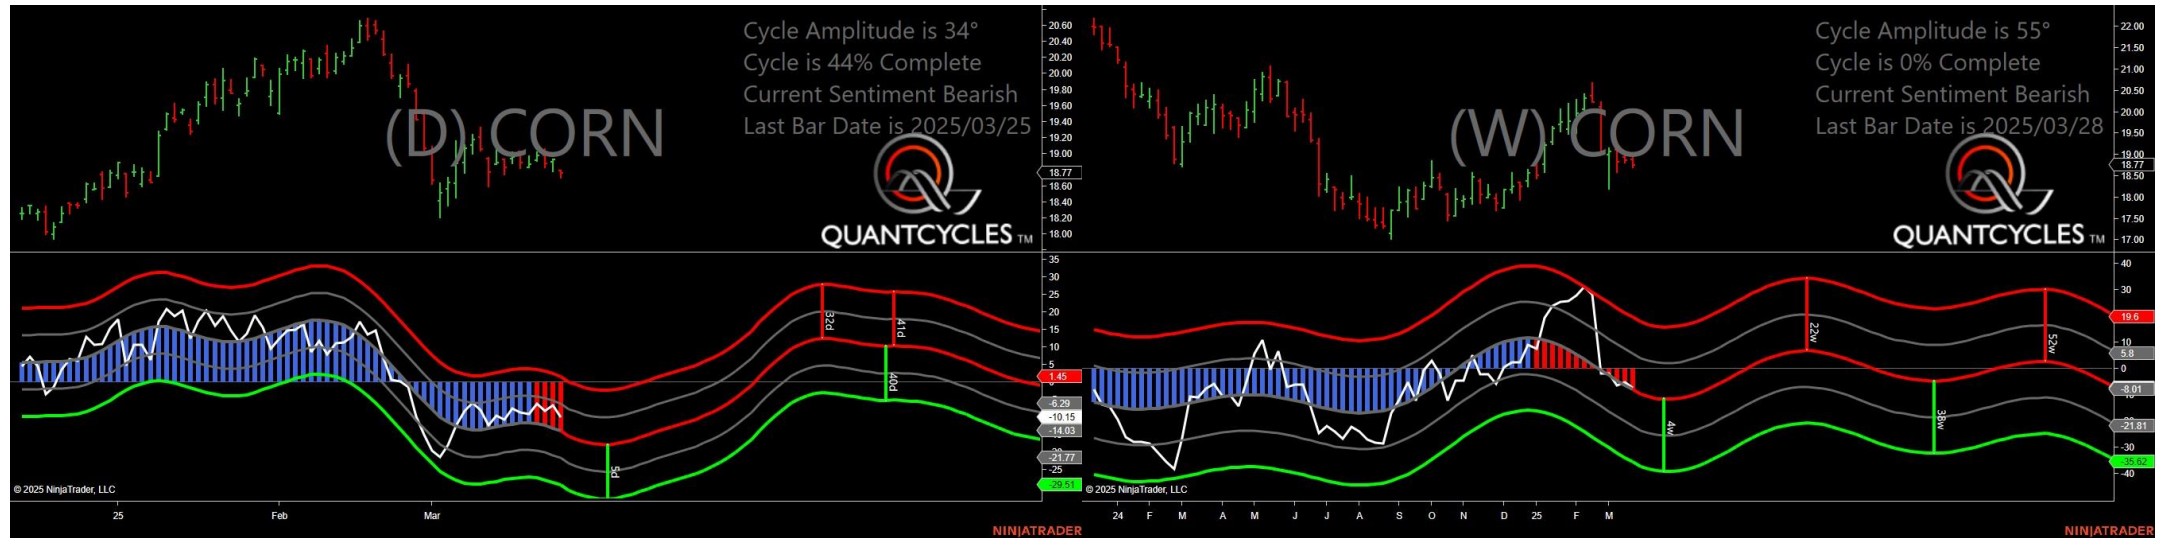 Cycle Amplitude is 34°
Cycle is 44% Complete
Current Sentiment Bearish
Last Bar Date is 2025/03/25
(D) CORN
QUANTCYCLES TM
20.60
20.40
20.20
20.00
19.80
19.60
19.40
19.20
19.00
18.77
18.60
18.40
18.20
18.00
35
30
25
20
15
10
5
0
1.45
-6.29
-10.15
-14.03
-21.77
-25
-29.51
32d
41d
40d
5d
© 2025 NinjaTrader, LLC
25 Feb Mar
NINJATRADER
Cycle Amplitude is 55°
Cycle is 0% Complete
Current Sentiment Bearish
Last Bar Date is 2025/03/28
(W) CORN
QUANTCYCLES TM
22.00
21.50
21.00
20.50
20.00
19.50
19.00
18.77
18.50
18.00
17.50
17.00
40
30
19.6
10
5.8
0
-8.01
-21.81
-30
-35.62
-40
22w
52w
38w
4w
© 2025 NinjaTrader, LLC
24 F M A M J J A S O N D 25 F M
NINJATRADER